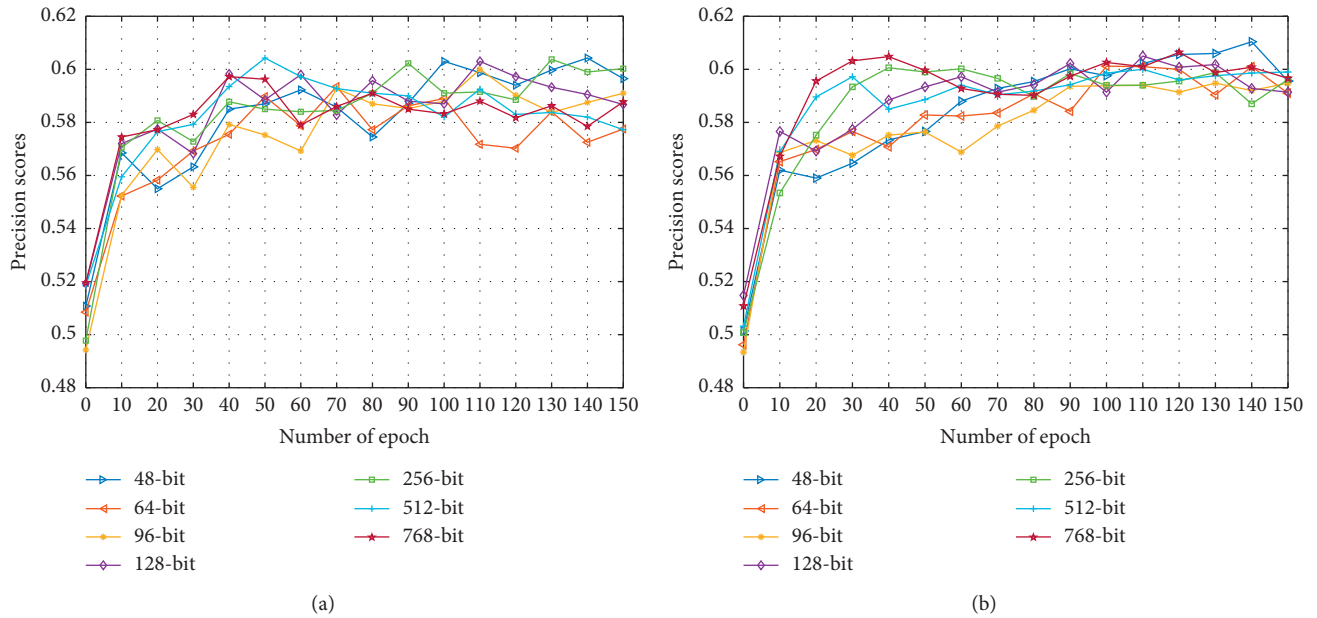 0.62
0.6
0.58
0.56
0.54
0.52
0.5
0.48
Precision scores
0 10 20 30 40 50 60 70 80 90 100 110 120 130 140 150
Number of epoch
48-bit
64-bit
96-bit
128-bit
256-bit
512-bit
768-bit
(a)
0.62
0.6
0.58
0.56
0.54
0.52
0.5
0.48
Precision scores
0 10 20 30 40 50 60 70 80 90 100 110 120 130 140 150
Number of epoch
48-bit
64-bit
96-bit
128-bit
256-bit
512-bit
768-bit
(b)